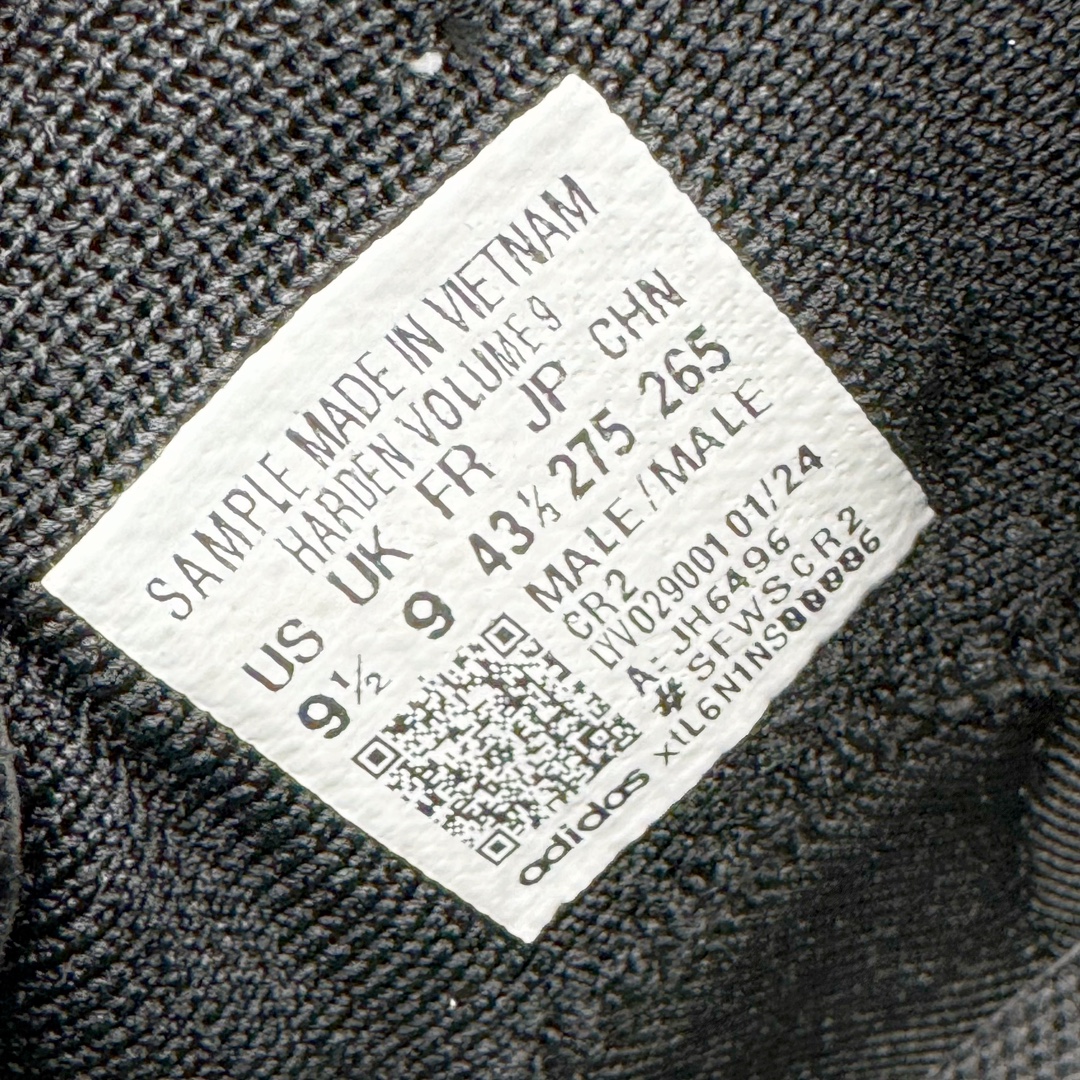 SAMPLE MADE IN VIETNAM
HARDEN VOLUME 9
US UK FR JP CHN
9½ 9 43⅓ 275 265
MALE/MALE
CR2
LYV029001 01/24
A-JH6496
#SFWSCR2
adidas